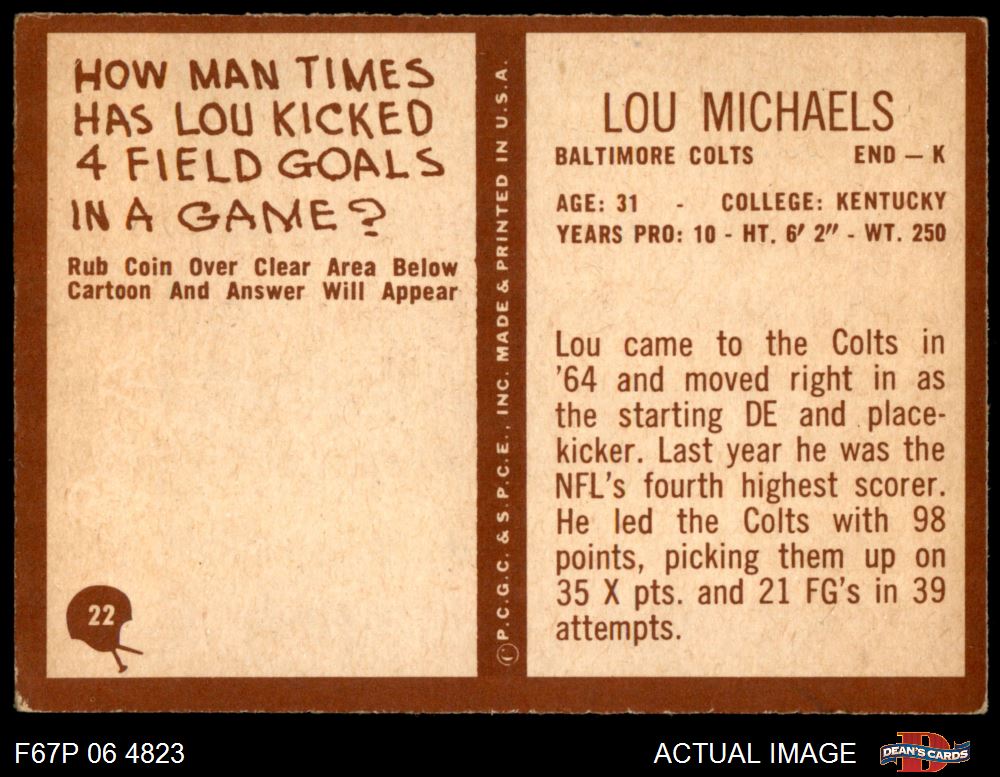 HOW MAN TIMES
HAS LOU KICKED
4 FIELD GOALS
IN A GAME?
Rub Coin Over Clear Area Below
Cartoon And Answer Will Appear
22
© P.C.G.C. & S.P.C.E., INC. MADE & PRINTED IN U.S.A.
LOU MICHAELS
BALTIMORE COLTS END — K
AGE: 31 - COLLEGE: KENTUCKY
YEARS PRO: 10 - HT. 6′ 2″ - WT. 250
Lou came to the Colts in
'64 and moved right in as
the starting DE and place-
kicker. Last year he was the
NFL's fourth highest scorer.
He led the Colts with 98
points, picking them up on
35 X pts. and 21 FG's in 39
attempts.
F67P 06 4823
ACTUAL IMAGE
D
DEAN'S CARDS